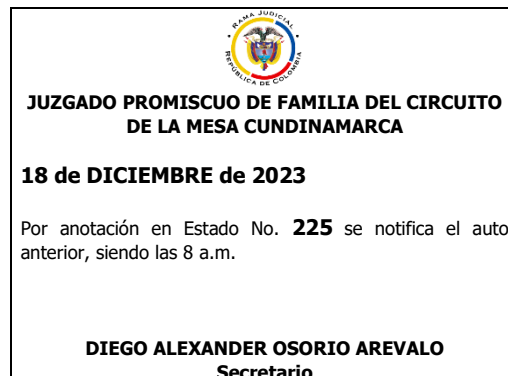 RAMA JUDICIAL
REPÚBLICA DE COLOMBIA
JUZGADO PROMISCUO DE FAMILIA DEL CIRCUITO
DE LA MESA CUNDINAMARCA
18 de DICIEMBRE de 2023
Por anotación en Estado No. 225 se notifica el auto
anterior, siendo las 8 a.m.
DIEGO ALEXANDER OSORIO AREVALO
Secretario